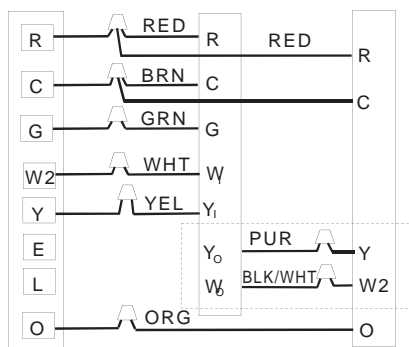 R RED R RED R
C BRN C C
G GRN G
W2 WHT WI
Y YEL YI
E YO PUR Y
L WO BLK/WHT W2
O ORG O